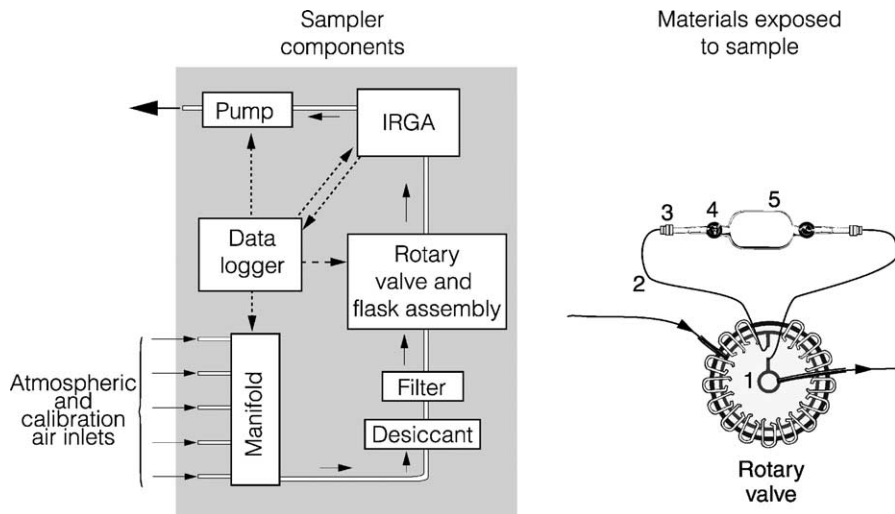 Sampler
components
Materials exposed
to sample
Pump
IRGA
Data
logger
Rotary
valve and
flask assembly
Filter
Desiccant
Manifold
Atmospheric
and
calibration
air inlets
3
4
5
2
1
Rotary
valve